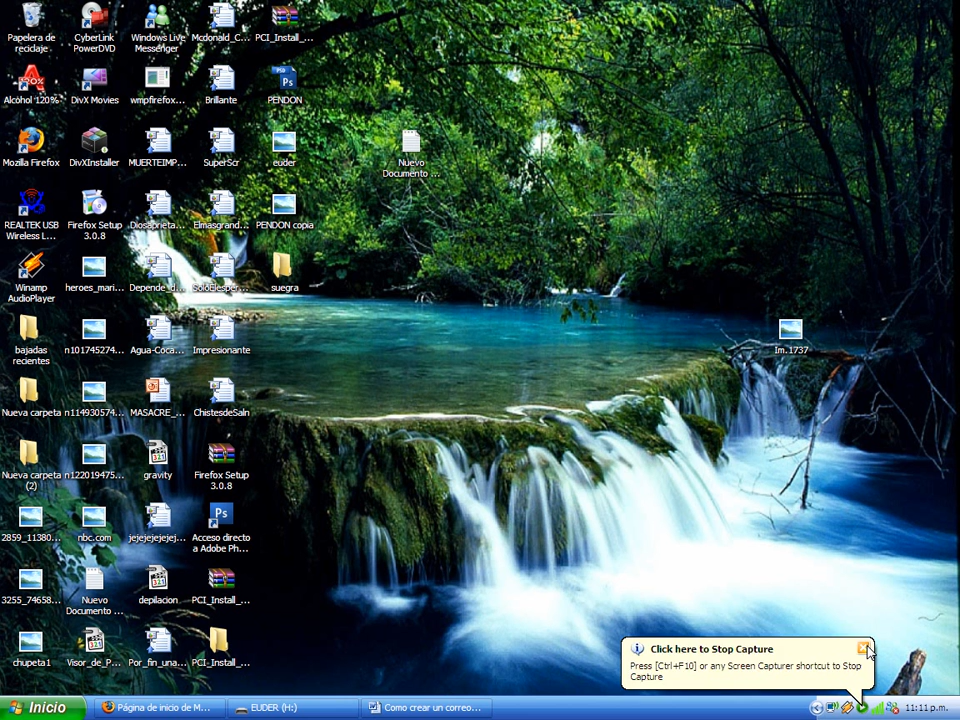 Papelera de
reciclaje
CyberLink
PowerDVD
Windows Live
Messenger
Mcdonald_C...
PCI_Install_...
Alcohol 120%
DivX Movies
wmpfirefox...
Brillante
PENDON
Mozilla Firefox
DivXInstaller
MUERTEIMP...
SuperScr
euder
Nuevo
Documento ...
REALTEK USB
Wireless L...
Firefox Setup
3.0.8
Diosaprieta...
Elmasgrand...
PENDON copia
Winamp
AudioPlayer
heroes_mari...
Depende_d...
SoloElesper...
suegra
bajadas
recientes
n101745274...
Agua-Coca...
Impresionante
Im.1737
Nueva carpeta
n114930574...
MASACRE_...
ChistesdeSaln
Nueva carpeta
(2)
n122019475...
gravity
Firefox Setup
3.0.8
2859_11380...
nbc.com
jejejejejejej...
Acceso directo
a Adobe Ph...
3255_74658...
Nuevo
Documento ...
depilacion
PCI_Install_...
chupeta1
Visor_de_P...
Por_fin_una...
PCI_Install_...
Click here to Stop Capture
Press [Ctrl+F10] or any Screen Capturer shortcut to Stop
Capture
Inicio
Página de inicio de M...
EUDER (H:)
Como crear un correo...
11:11 p.m.